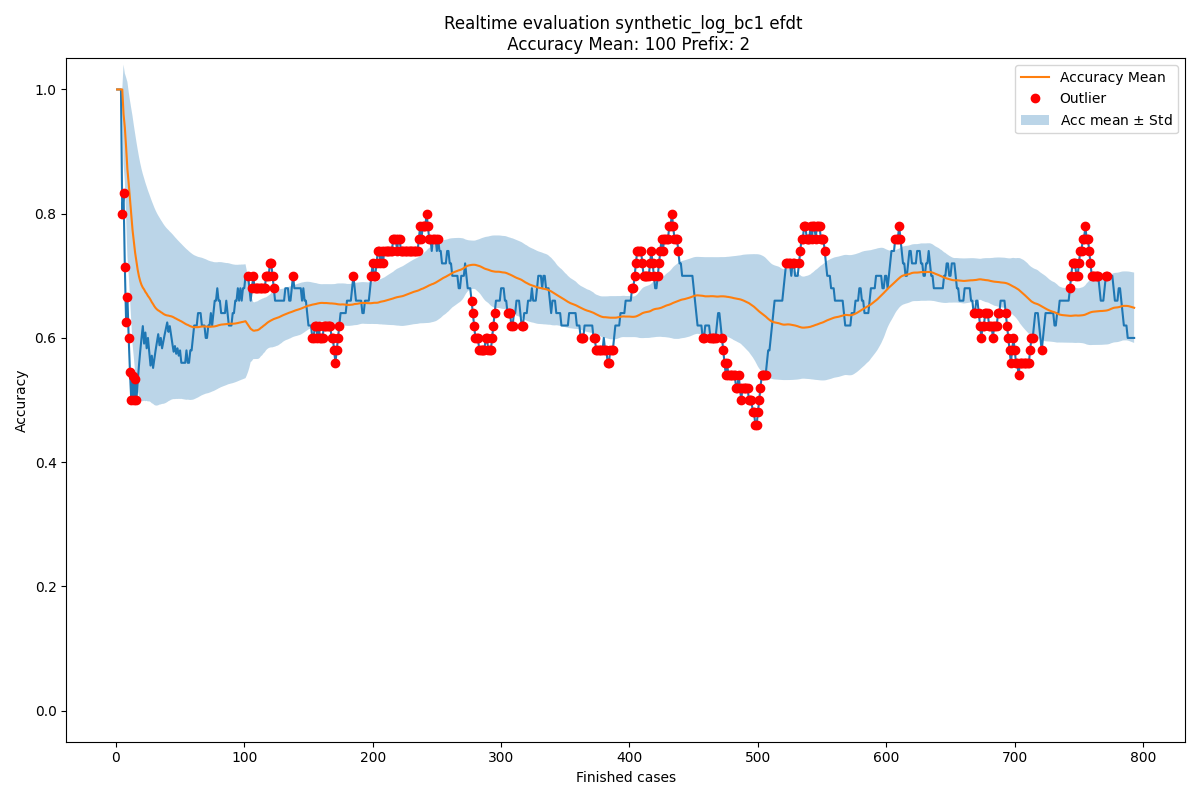 Realtime evaluation synthetic_log_bc1 efdt
Accuracy Mean: 100 Prefix: 2
Accuracy Mean
Outlier
Acc mean ± Std
Accuracy
1.0
0.8
0.6
0.4
0.2
0.0
0 100 200 300 400 500 600 700 800
Finished cases